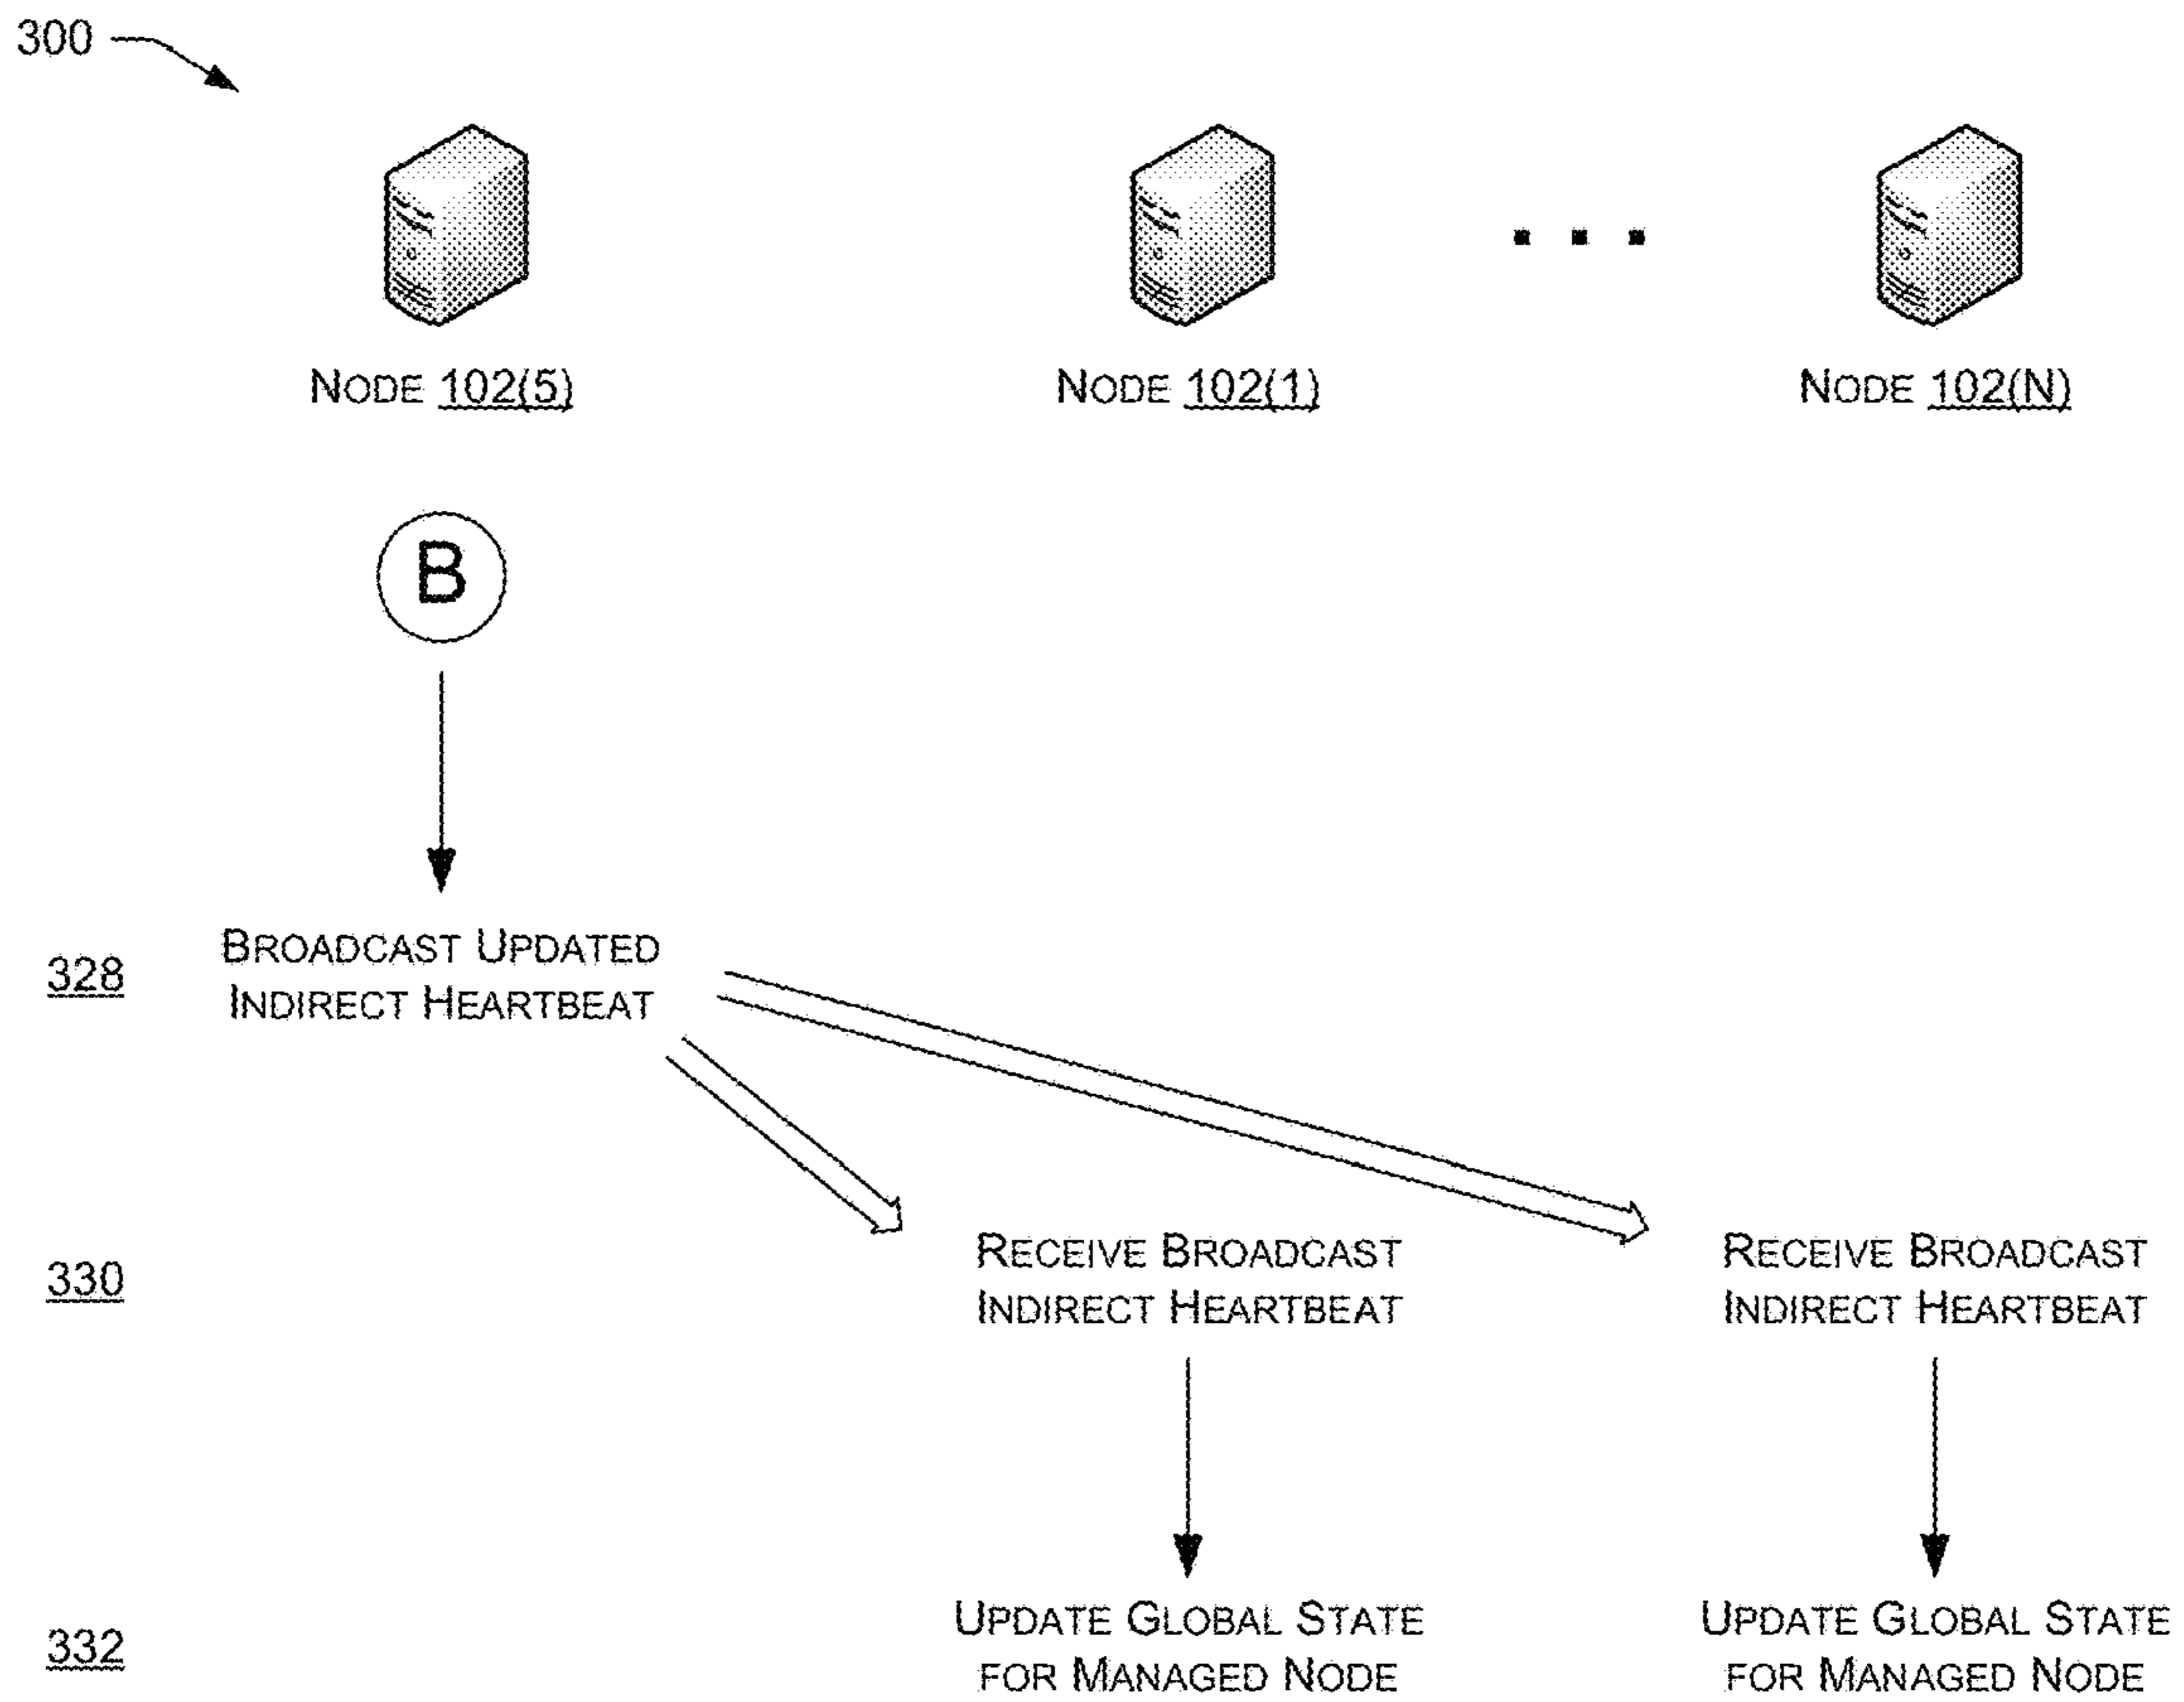 300
NODE 102(5)
NODE 102(1)
NODE 102(N)
B
328
BROADCAST UPDATED
INDIRECT HEARTBEAT
330
RECEIVE BROADCAST
INDIRECT HEARTBEAT
RECEIVE BROADCAST
INDIRECT HEARTBEAT
332
UPDATE GLOBAL STATE
FOR MANAGED NODE
UPDATE GLOBAL STATE
FOR MANAGED NODE